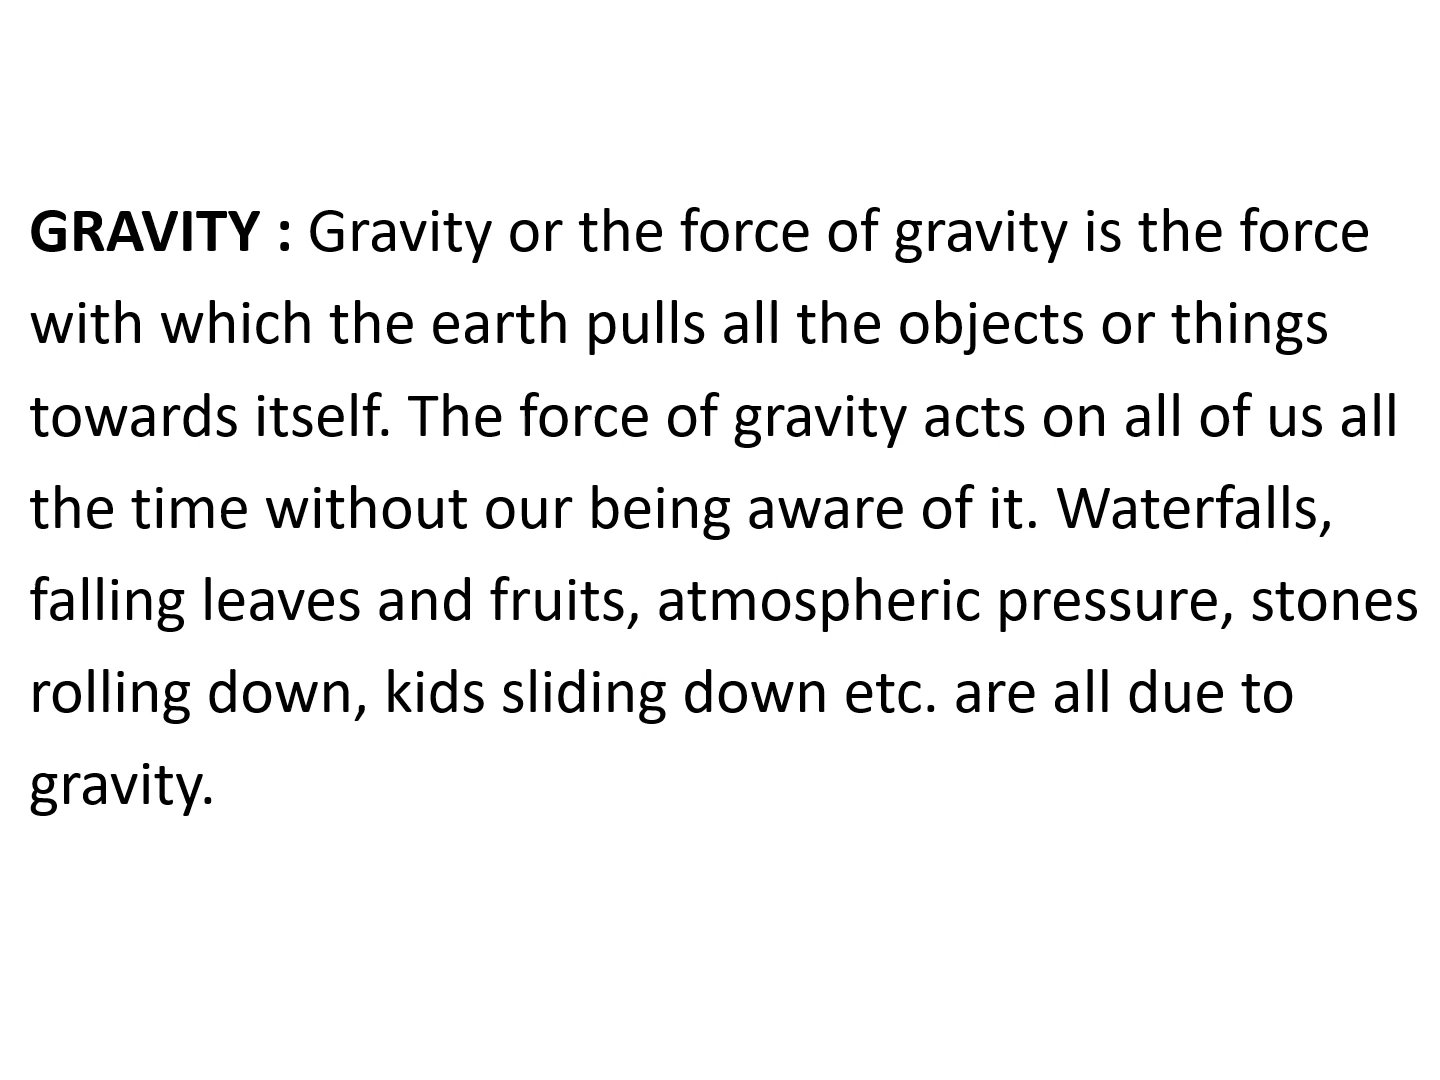 GRAVITY : Gravity or the force of gravity is the force
with which the earth pulls all the objects or things
towards itself. The force of gravity acts on all of us all
the time without our being aware of it. Waterfalls,
falling leaves and fruits, atmospheric pressure, stones
rolling down, kids sliding down etc. are all due to
gravity.